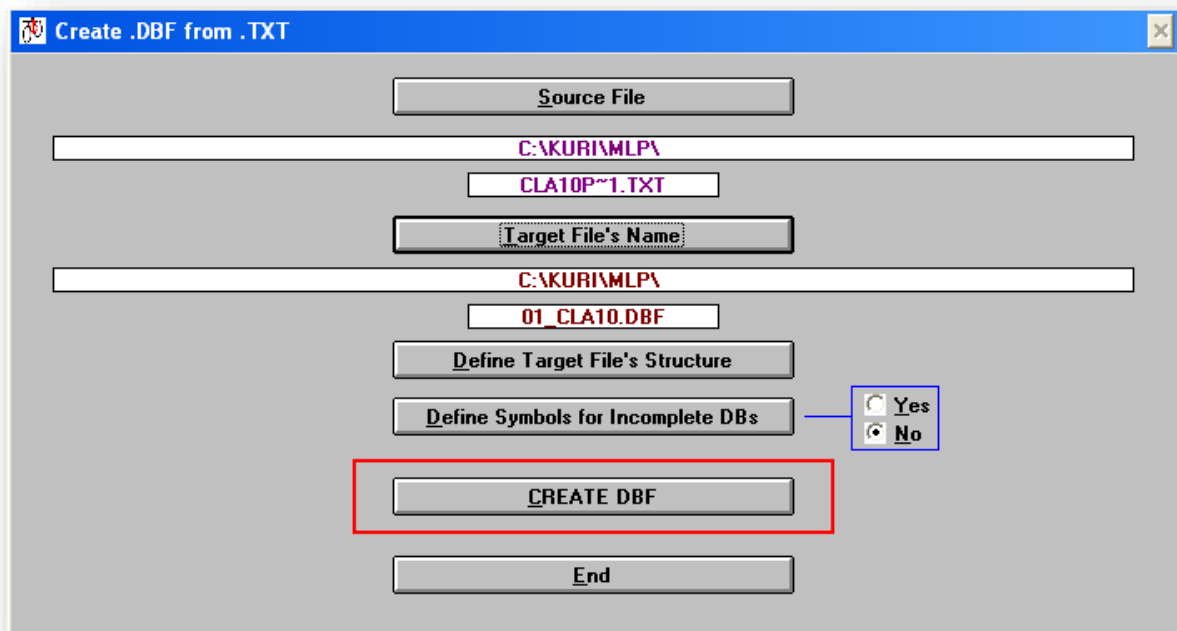 Create .DBF from .TXT
Source File
C:\KURI\MLP\
CLA10P~1.TXT
Target File's Name
C:\KURI\MLP\
01_CLA10.DBF
Define Target File's Structure
Define Symbols for Incomplete DBs
Yes
No
CREATE DBF
End